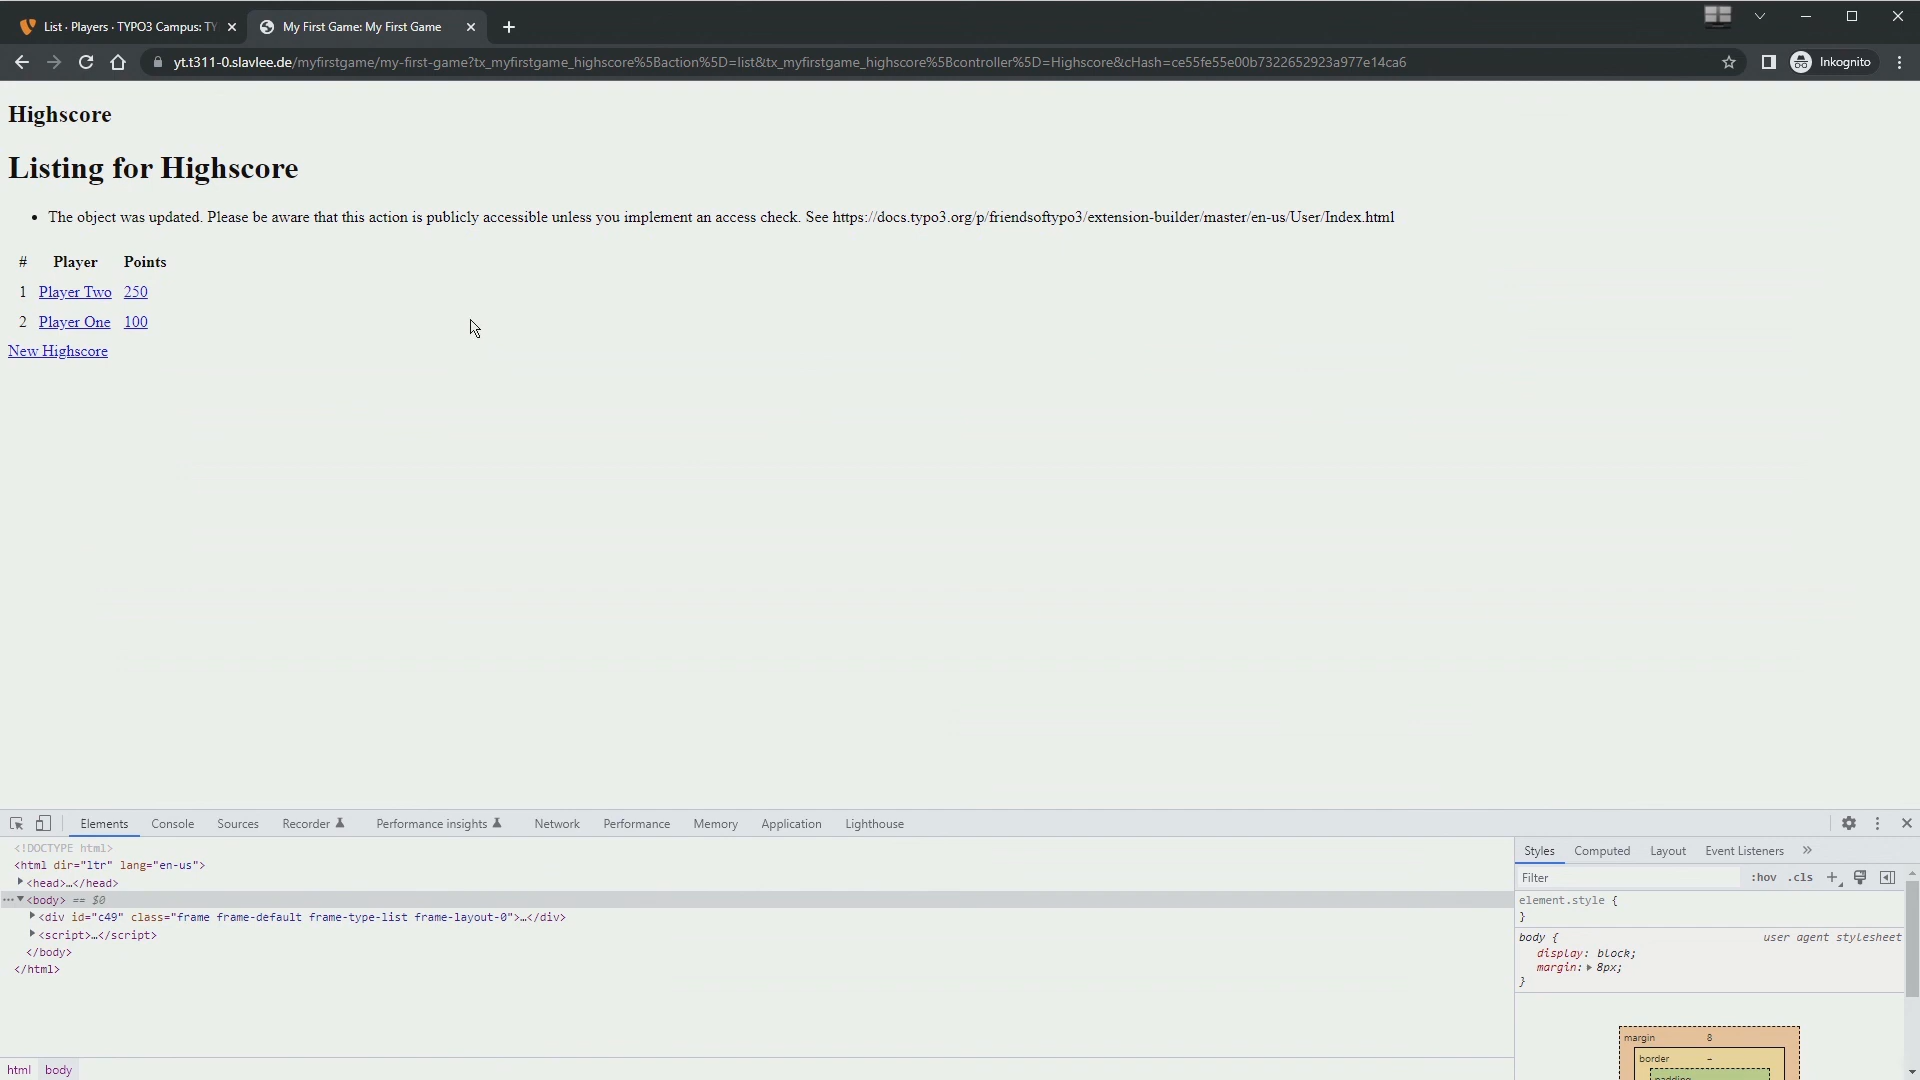 List · Players · TYPO3 Campus: TY
My First Game: My First Game
yt.t311-0.slavlee.de/myfirstgame/my-first-game?tx_myfirstgame_highscore%5Baction%5D=list&tx_myfirstgame_highscore%5Bcontroller%5D=Highscore&cHash=ce55fe55e00b7322652923a977e14ca6
Inkognito
Highscore
Listing for Highscore
• The object was updated. Please be aware that this action is publicly accessible unless you implement an access check. See https://docs.typo3.org/p/friendsoftypo3/extension-builder/master/en-us/User/Index.html
# Player Points
1 Player Two 250
2 Player One 100
New Highscore
Elements Console Sources Recorder Performance insights Network Performance Memory Application Lighthouse
<!DOCTYPE html>
<html dir="ltr" lang="en-us">
<head>…</head>
<body> == $0
<div id="c49" class="frame frame-default frame-type-list frame-layout-0">…</div>
<script>…</script>
</body>
</html>
html body
Styles Computed Layout Event Listeners
Filter :hov .cls
element.style {
}
body { user agent stylesheet
display: block;
margin: 8px;
}
margin 8
border –
padding